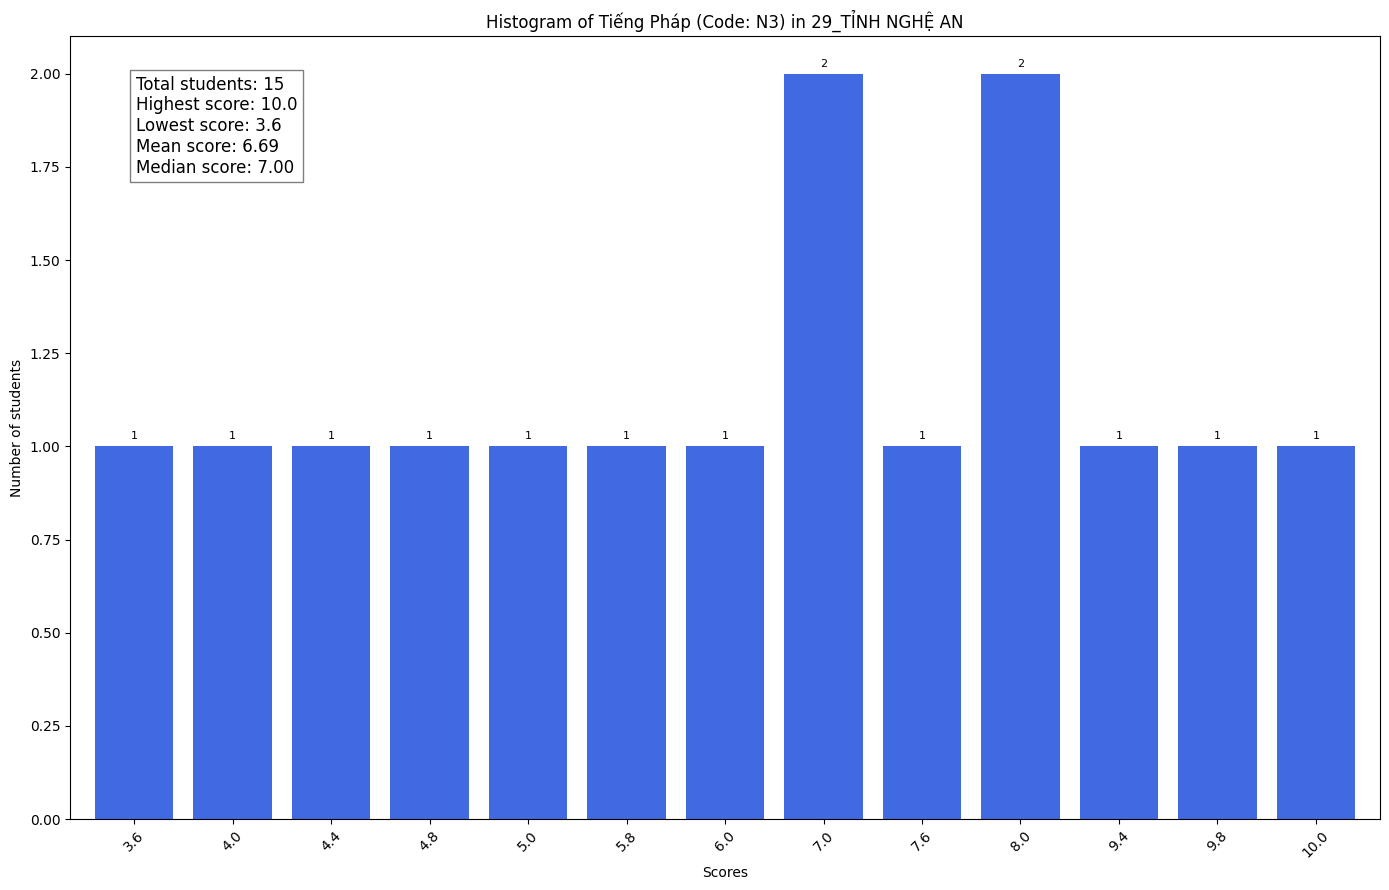 Histogram of Tiếng Pháp (Code: N3) in 29_TỈNH NGHỆ AN
Total students: 15
Highest score: 10.0
Lowest score: 3.6
Mean score: 6.69
Median score: 7.00
Number of students
2.00
1.75
1.50
1.25
1.00
0.75
0.50
0.25
0.00
1 1 1 1 1 1 1 2 1 2 1 1 1
3.6 4.0 4.4 4.8 5.0 5.8 6.0 7.0 7.6 8.0 9.4 9.8 10.0
Scores